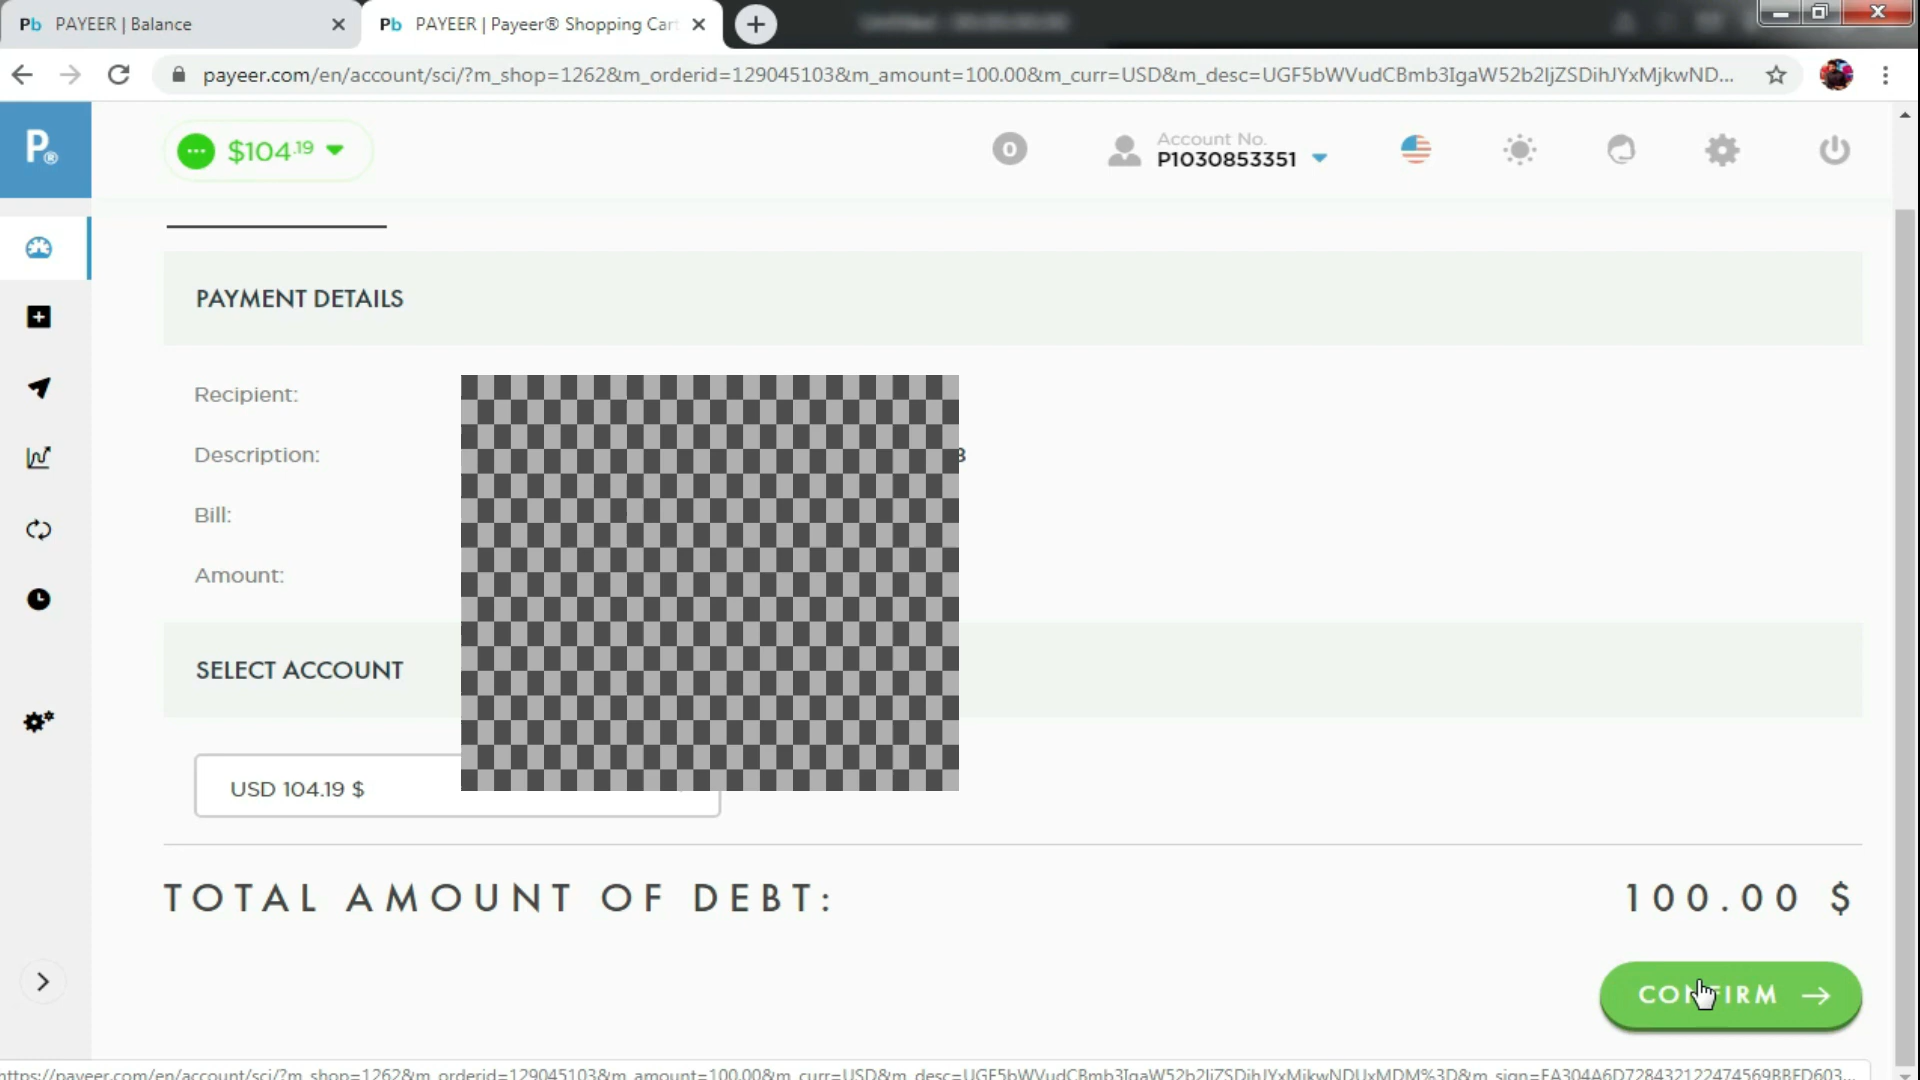 Pb PAYEER | Balance
Pb PAYEER | Payeer® Shopping Car
payeer.com/en/account/sci/?m_shop=1262&m_orderid=129045103&m_amount=100.00&m_curr=USD&m_desc=UGF5bWVudCBmb3IgaW52b2ljZSDihJYxMjkwND...
P®
$104.19
0
Account No.
P1030853351
PAYMENT DETAILS
Recipient:
Description:
Bill:
Amount:
SELECT ACCOUNT
USD 104.19 $
TOTAL AMOUNT OF DEBT:
100.00 $
CONFIRM
https://payeer.com/en/account/sci/?m_shop=1262&m_orderid=129045103&m_amount=100.00&m_curr=USD&m_desc=UGF5bWVudCBmb3IgaW52b2ljZSDihJYxMjkwNDUxMDM%3D&m_sign=FA304A6D728432122474569BBFD603...